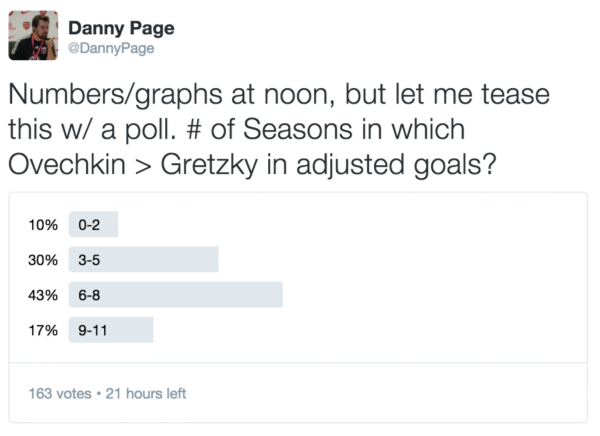 Danny Page
@DannyPage
Numbers/graphs at noon, but let me tease
this w/ a poll. # of Seasons in which
Ovechkin > Gretzky in adjusted goals?
10% 0-2
30% 3-5
43% 6-8
17% 9-11
163 votes • 21 hours left